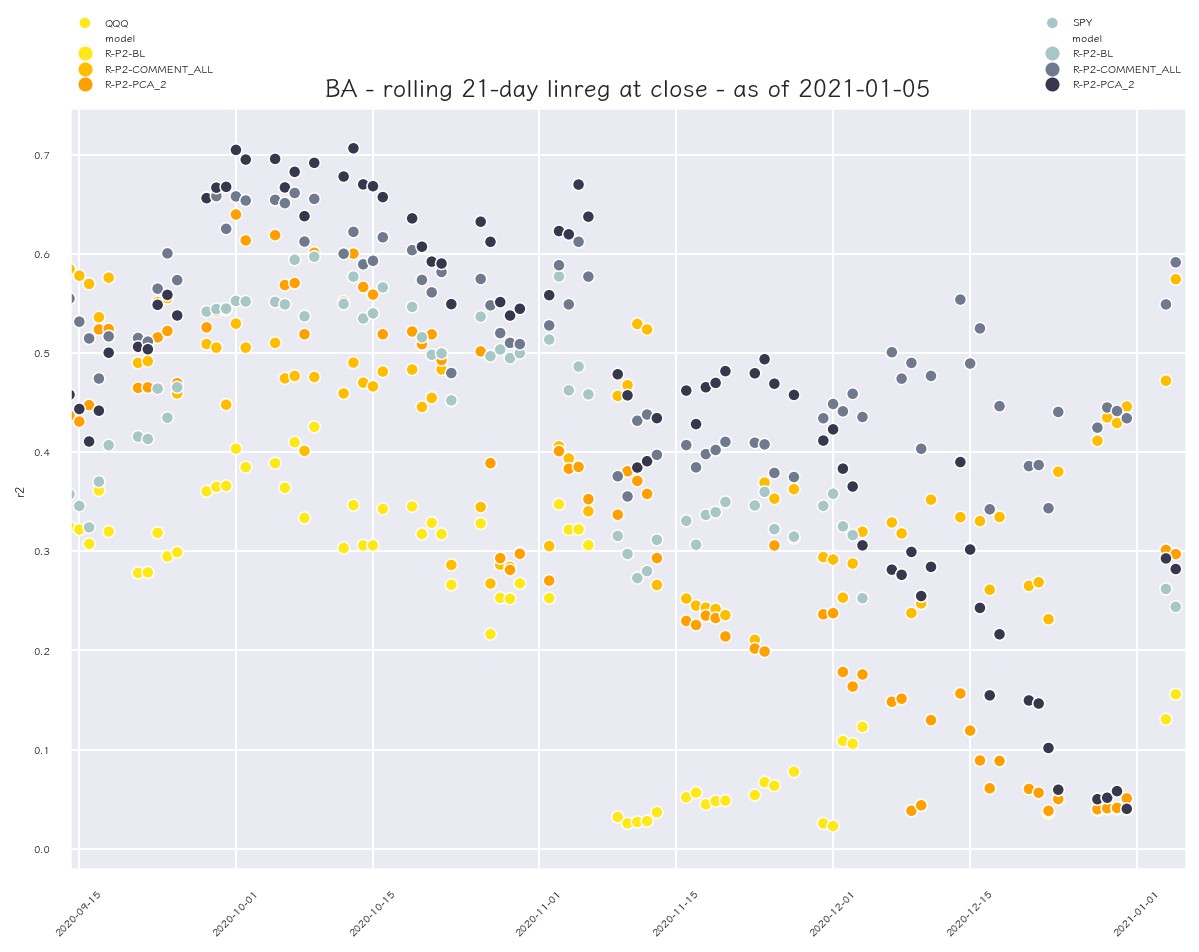 QQQ
model
R-P2-BL
R-P2-COMMENT_ALL
R-P2-PCA_2
SPY
model
R-P2-BL
R-P2-COMMENT_ALL
R-P2-PCA_2
BA - rolling 21-day linreg at close - as of 2021-01-05
0.7
0.6
0.5
0.4
0.3
0.2
0.1
0.0
r2
2020-09-15
2020-10-01
2020-10-15
2020-11-01
2020-11-15
2020-12-01
2020-12-15
2021-01-01